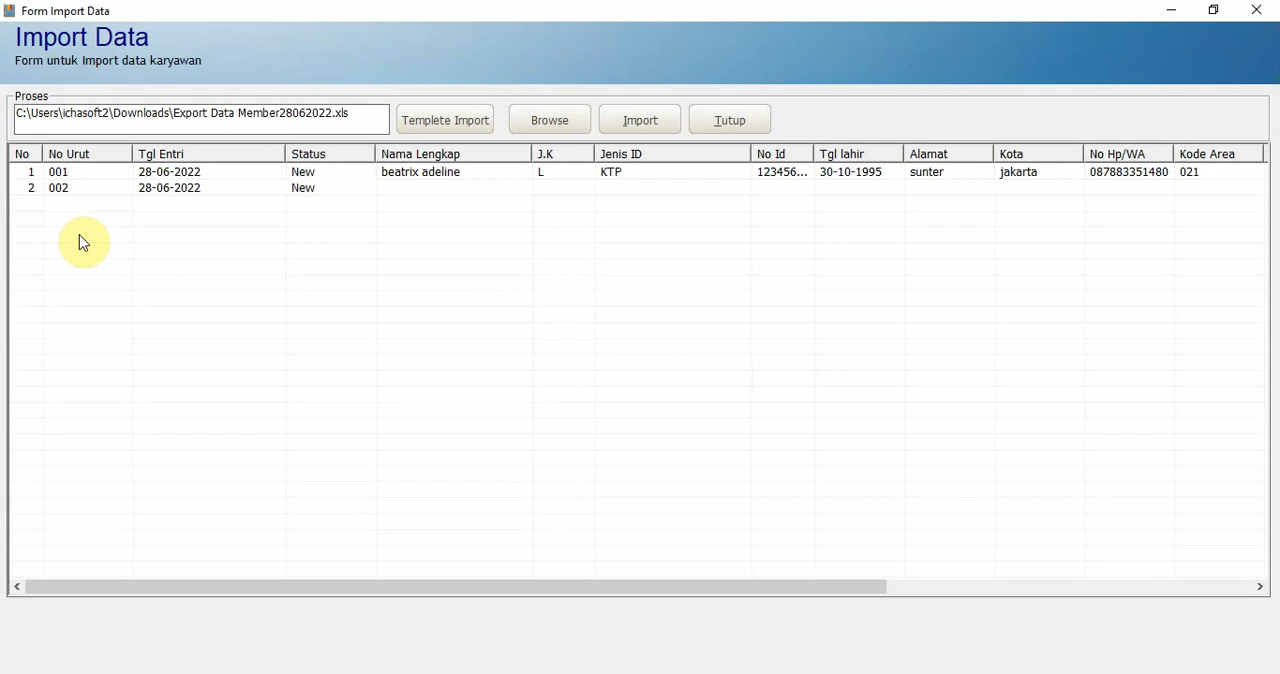 Form Import Data
Import Data
Form untuk Import data karyawan
Proses
C:\Users\ichasoft2\Downloads\Export Data Member28062022.xls
Templete Import
Browse
Import
Tutup
No No Urut Tgl Entri Status Nama Lengkap J.K Jenis ID No Id Tgl lahir Alamat Kota No Hp/WA Kode Area
1 001 28-06-2022 New beatrix adeline L KTP 123456... 30-10-1995 sunter jakarta 087883351480 021
2 002 28-06-2022 New